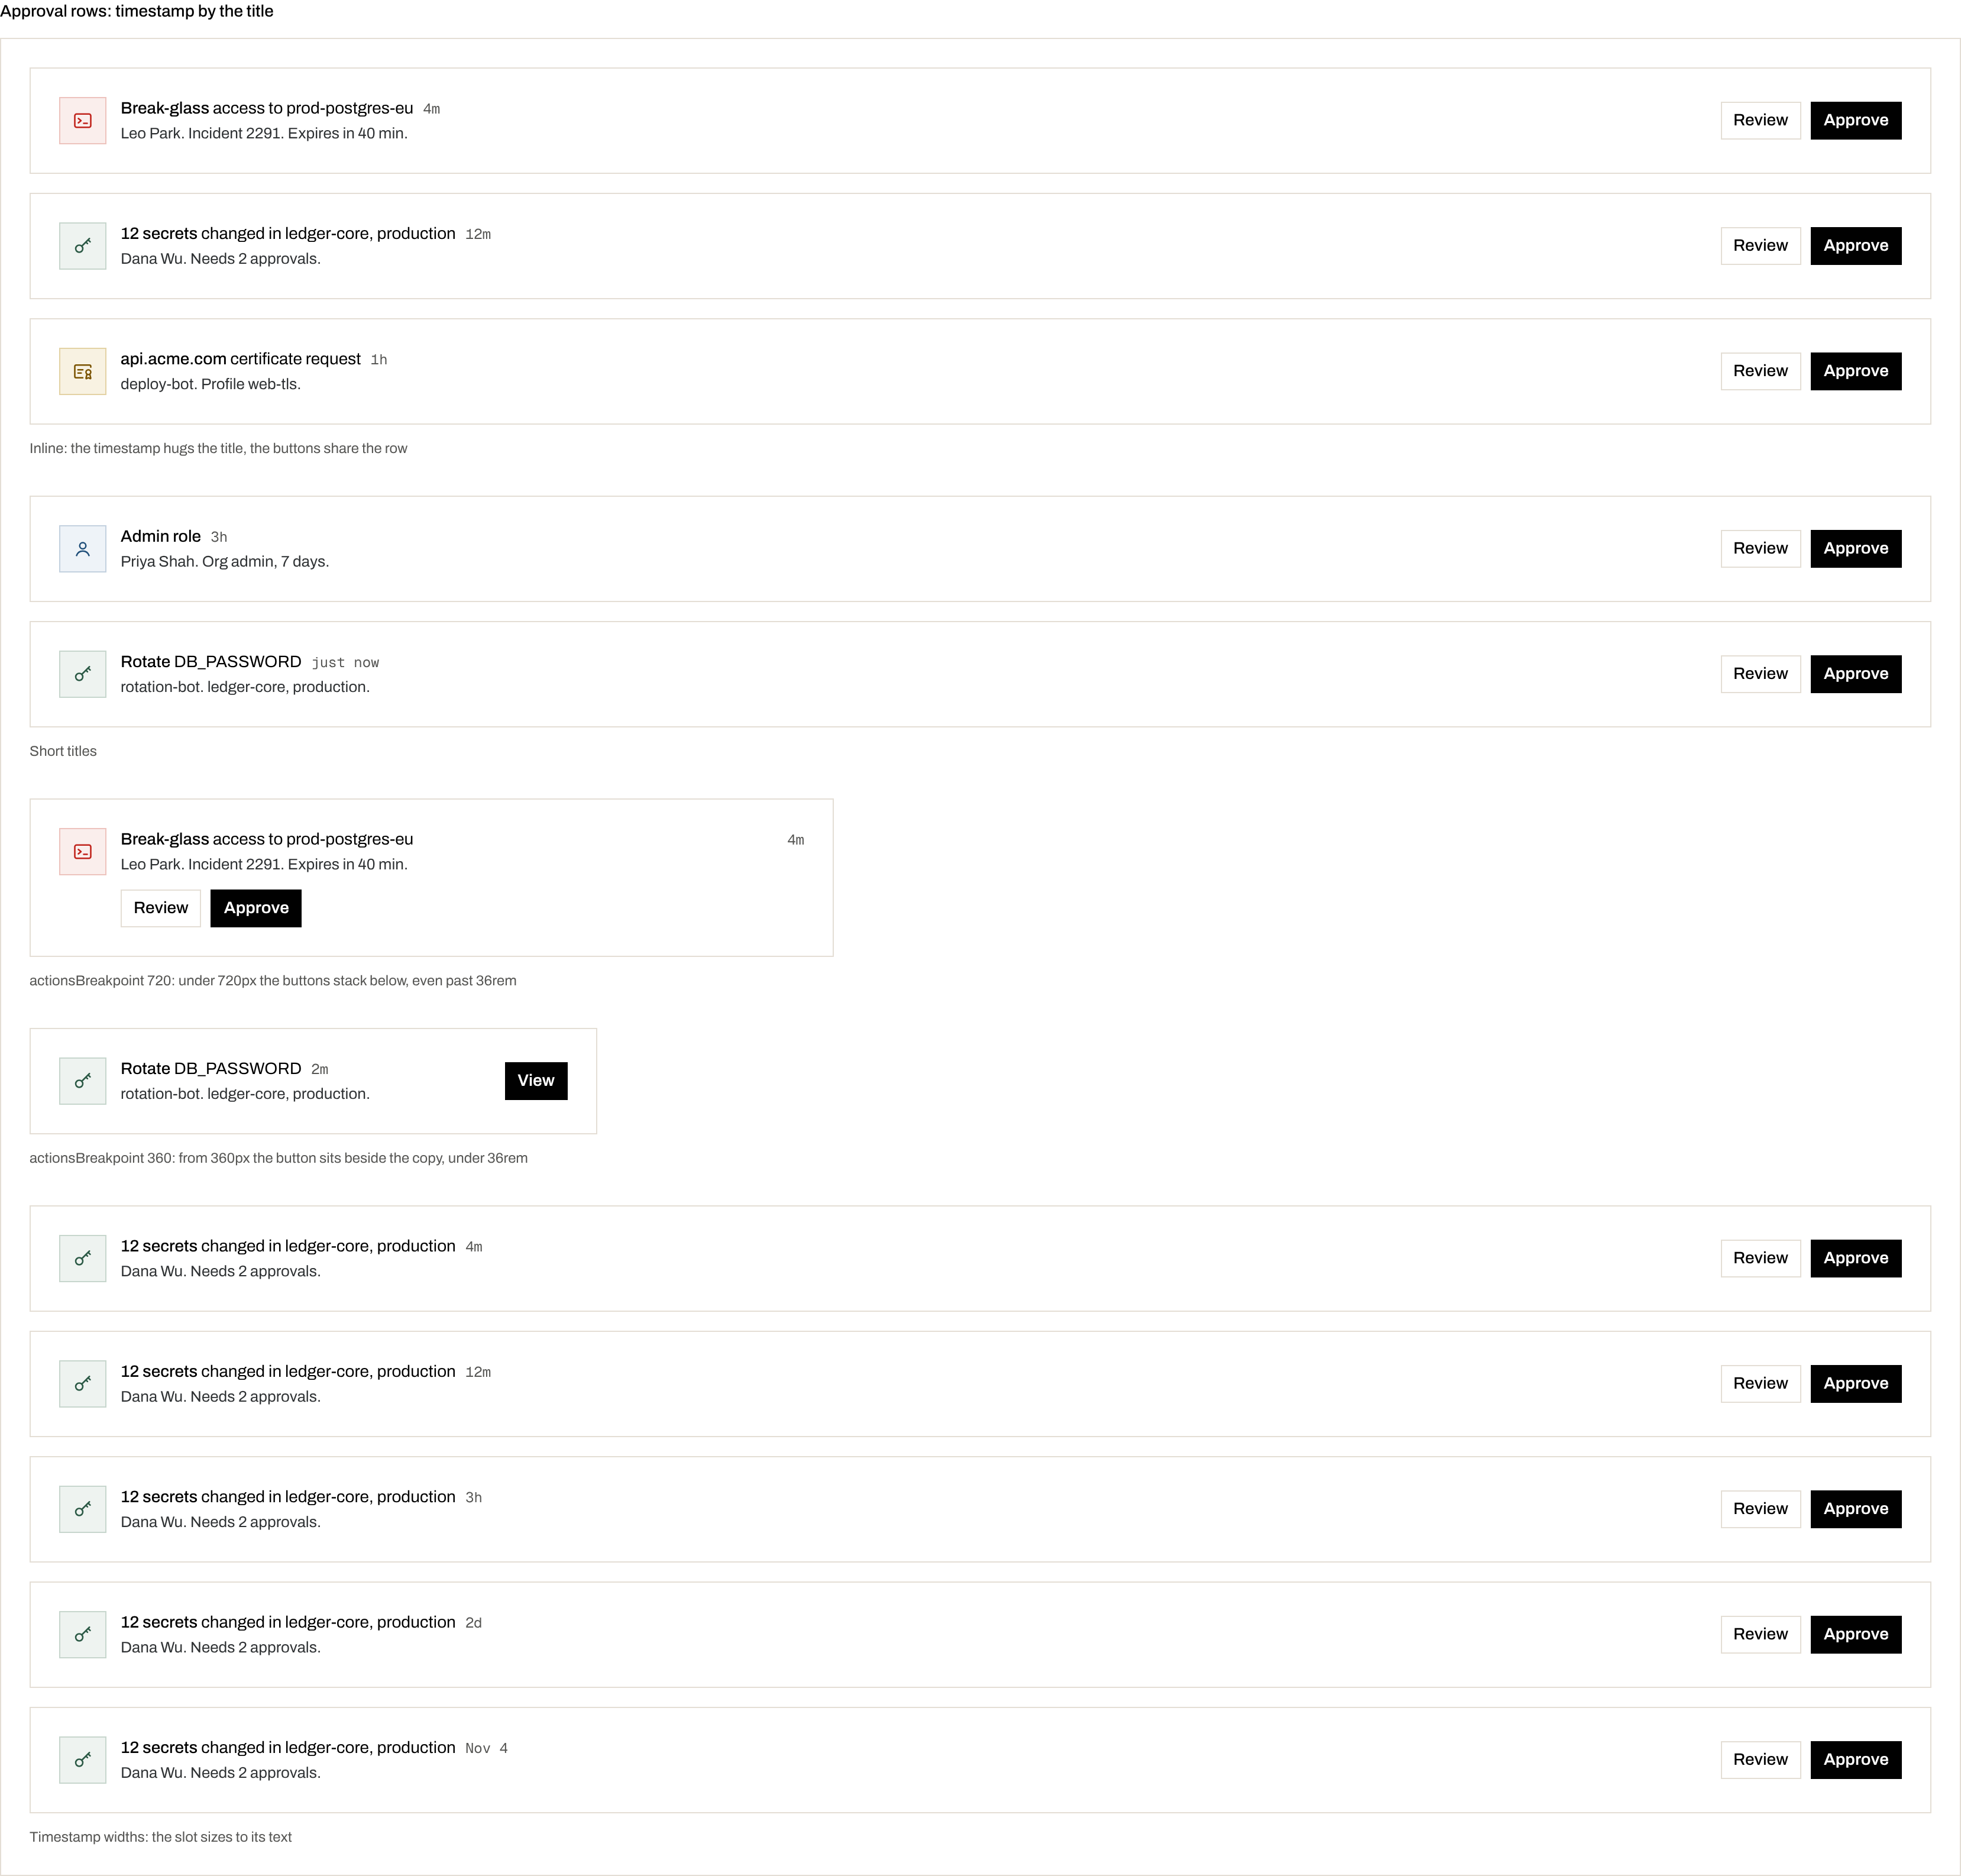 Approval rows: timestamp by the title
Break-glass access to prod-postgres-eu 4m
Leo Park. Incident 2291. Expires in 40 min.
Review Approve
12 secrets changed in ledger-core, production 12m
Dana Wu. Needs 2 approvals.
Review Approve
api.acme.com certificate request 1h
deploy-bot. Profile web-tls.
Review Approve
Inline: the timestamp hugs the title, the buttons share the row
Admin role 3h
Priya Shah. Org admin, 7 days.
Review Approve
Rotate DB_PASSWORD just now
rotation-bot. ledger-core, production.
Review Approve
Short titles
Break-glass access to prod-postgres-eu 4m
Leo Park. Incident 2291. Expires in 40 min.
Review Approve
actionsBreakpoint 720: under 720px the buttons stack below, even past 36rem
Rotate DB_PASSWORD 2m
rotation-bot. ledger-core, production.
View
actionsBreakpoint 360: from 360px the button sits beside the copy, under 36rem
12 secrets changed in ledger-core, production 4m
Dana Wu. Needs 2 approvals.
Review Approve
12 secrets changed in ledger-core, production 12m
Dana Wu. Needs 2 approvals.
Review Approve
12 secrets changed in ledger-core, production 3h
Dana Wu. Needs 2 approvals.
Review Approve
12 secrets changed in ledger-core, production 2d
Dana Wu. Needs 2 approvals.
Review Approve
12 secrets changed in ledger-core, production Nov 4
Dana Wu. Needs 2 approvals.
Review Approve
Timestamp widths: the slot sizes to its text